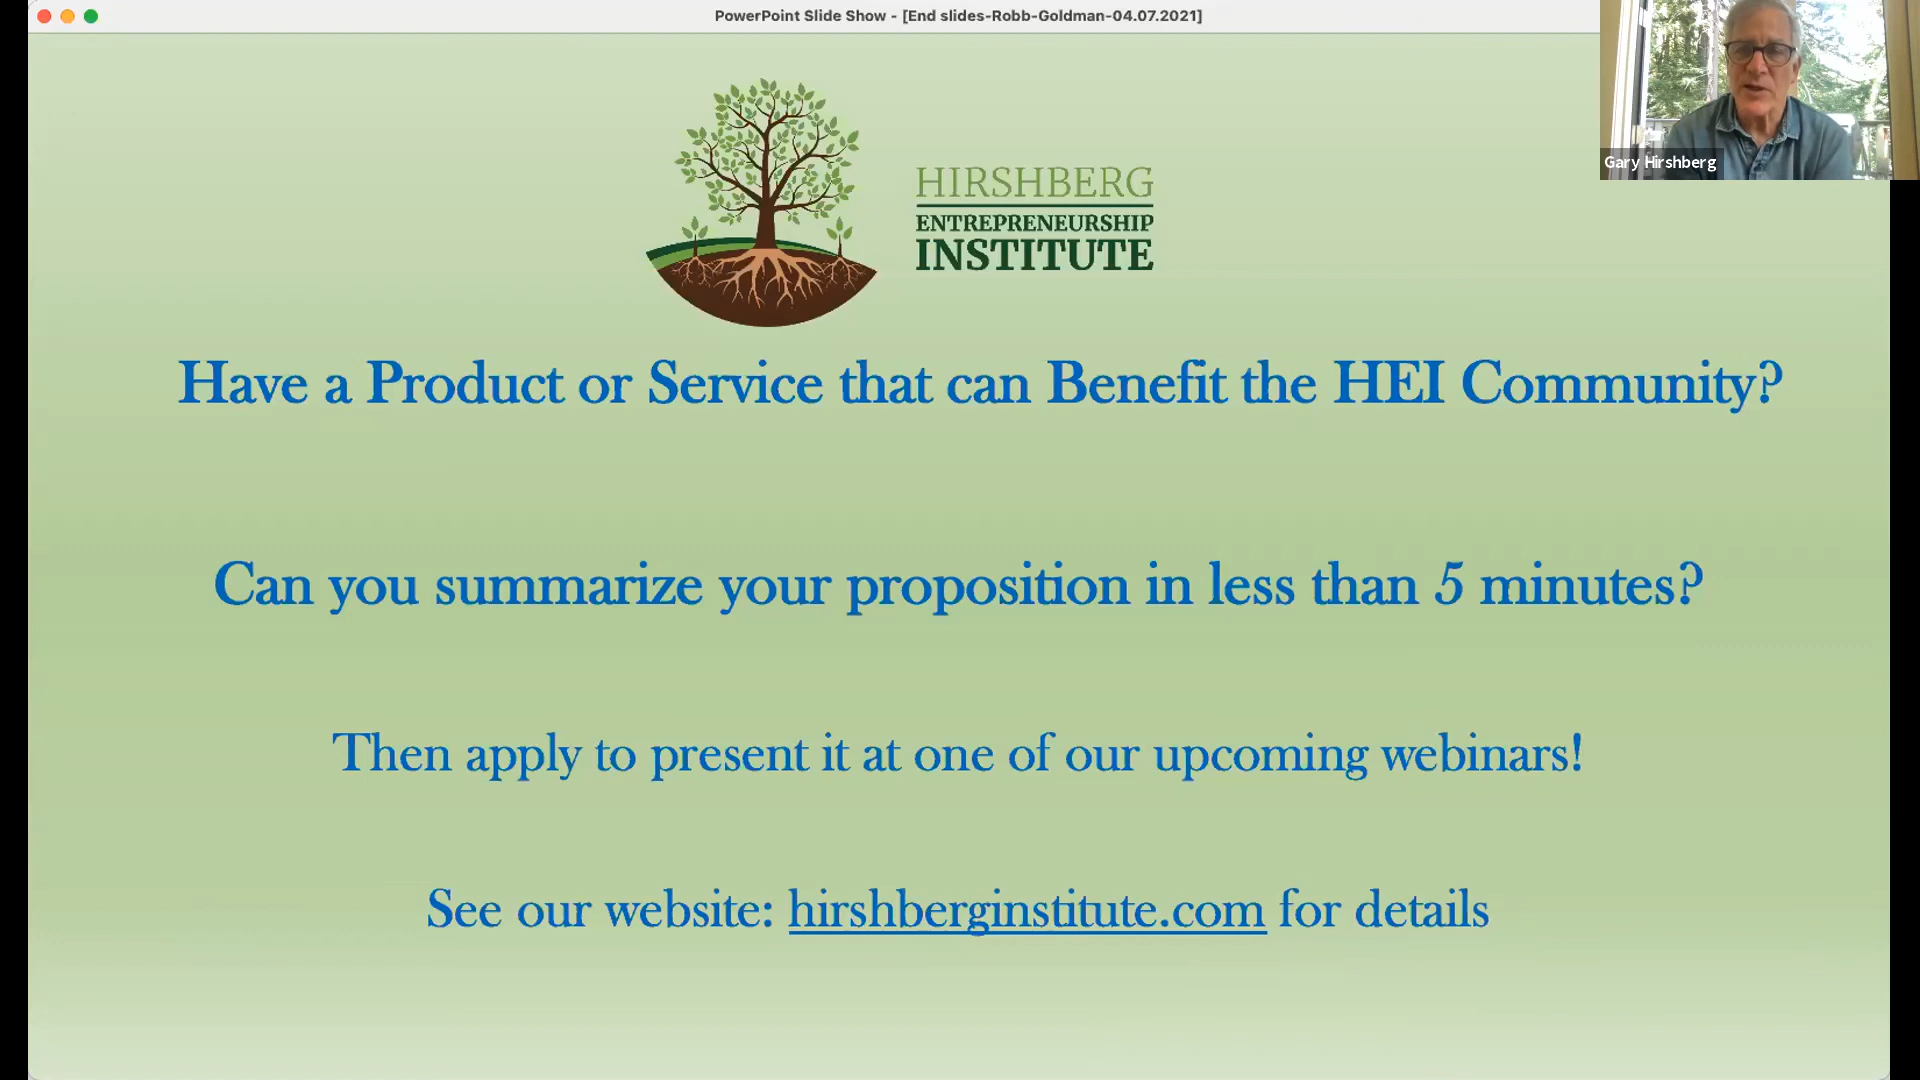 PowerPoint Slide Show - [End slides-Robb-Goldman-04.07.2021]
Gary Hirshberg
HIRSHBERG
ENTREPRENEURSHIP
INSTITUTE
Have a Product or Service that can Benefit the HEI Community?
Can you summarize your proposition in less than 5 minutes?
Then apply to present it at one of our upcoming webinars!
See our website: hirshberginstitute.com for details